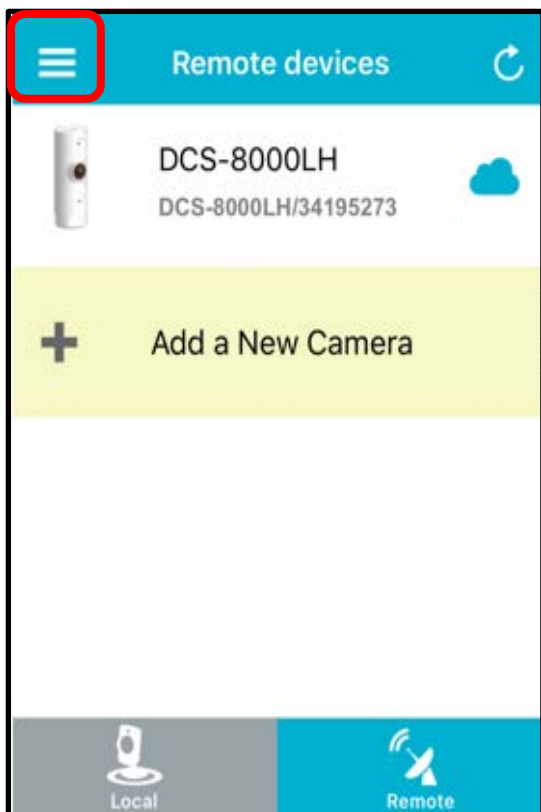 Remote devices
DCS-8000LH
DCS-8000LH/34195273
Add a New Camera
Local
Remote